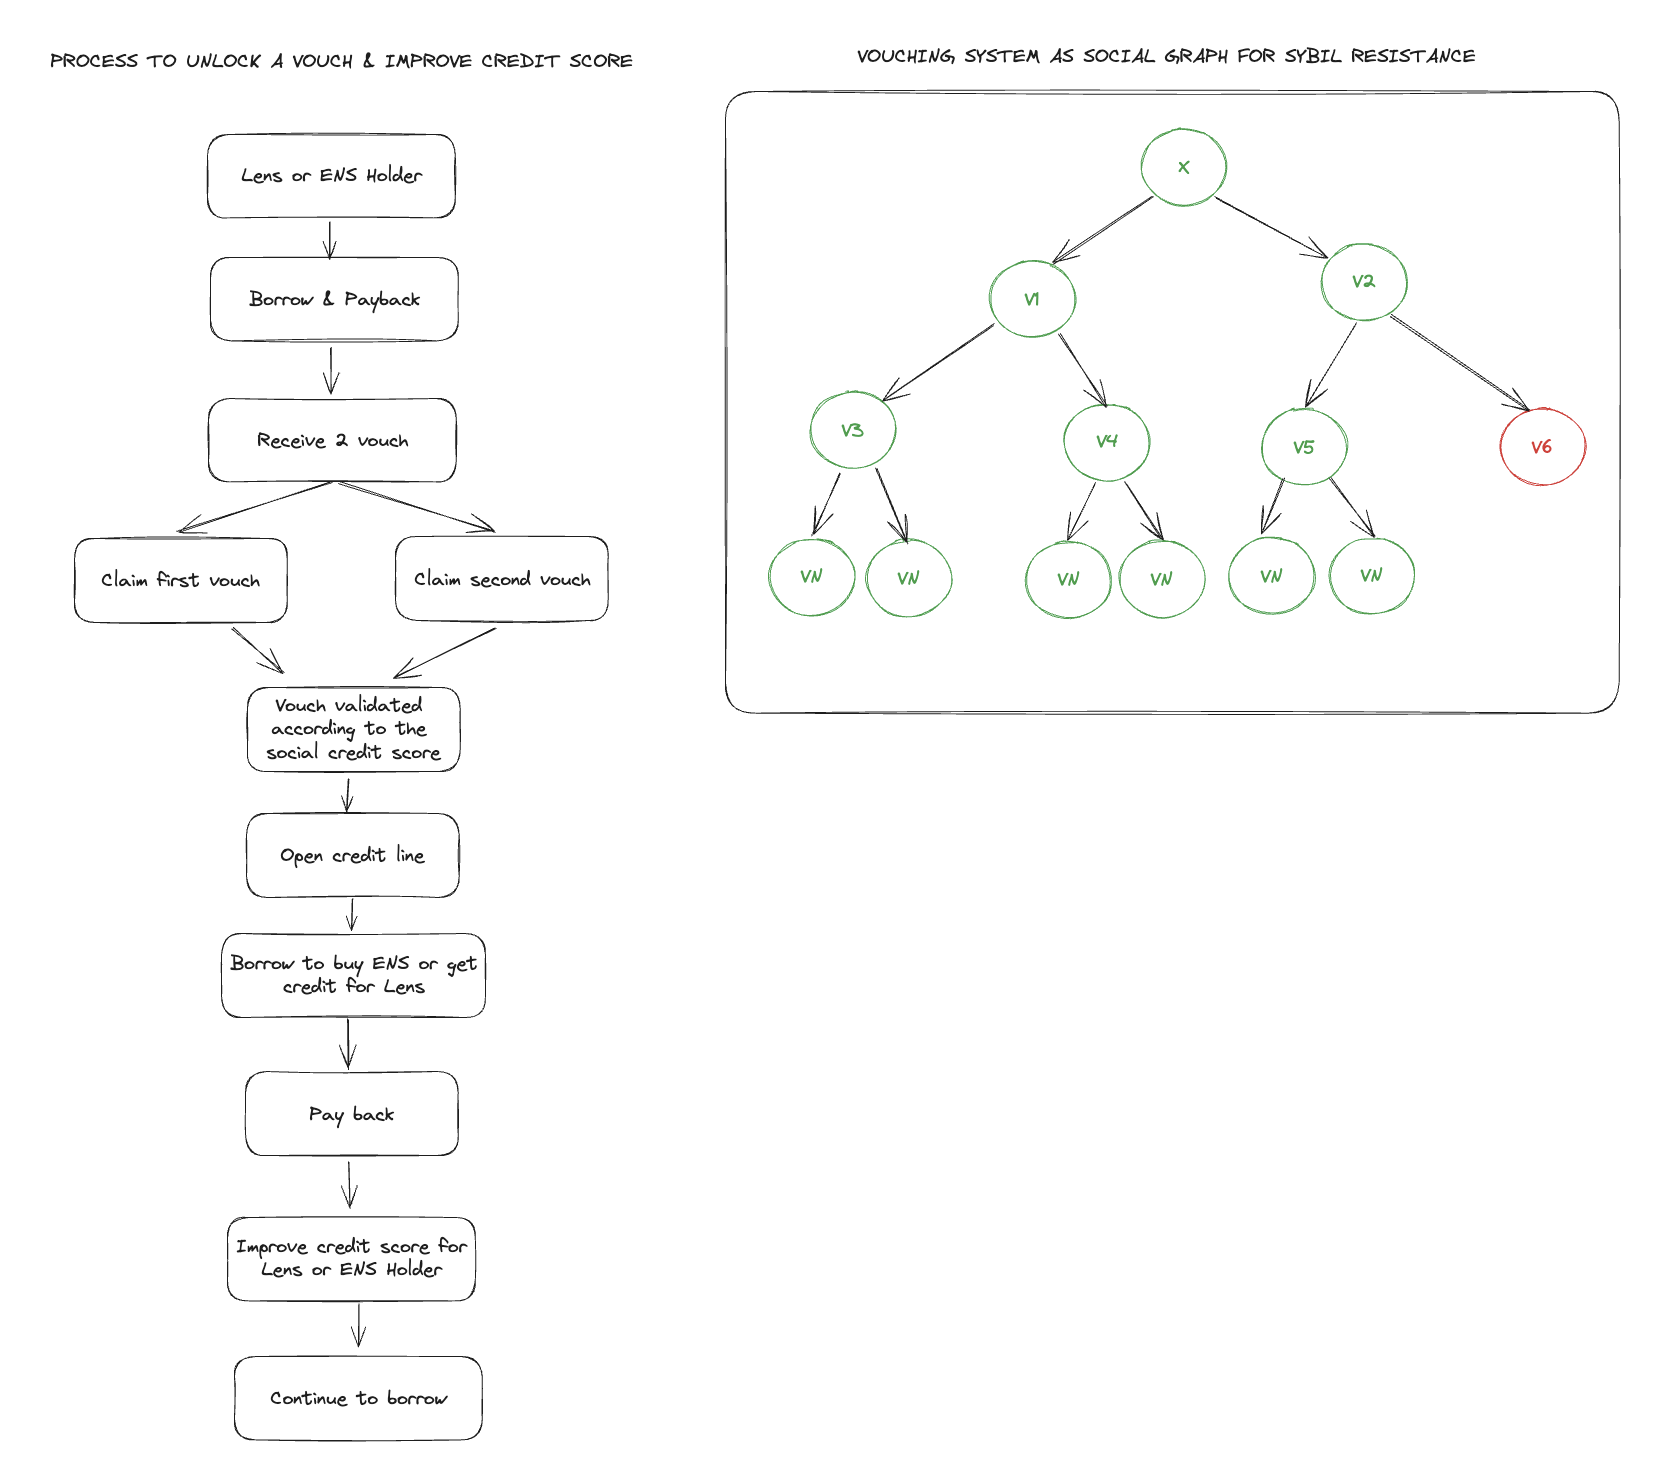 PROCESS TO UNLOCK A VOUCH & IMPROVE CREDIT SCORE
Lens or ENS Holder
Borrow & Payback
Receive 2 vouch
Claim first vouch
Claim second vouch
Vouch validated
according to the
social credit score
Open credit line
Borrow to buy ENS or get
credit for Lens
Pay back
Improve credit score for
Lens or ENS Holder
Continue to borrow
VOUCHING SYSTEM AS SOCIAL GRAPH FOR SYBIL RESISTANCE
X
V1
V2
V3
V4
V5
V6
VN
VN
VN
VN
VN
VN